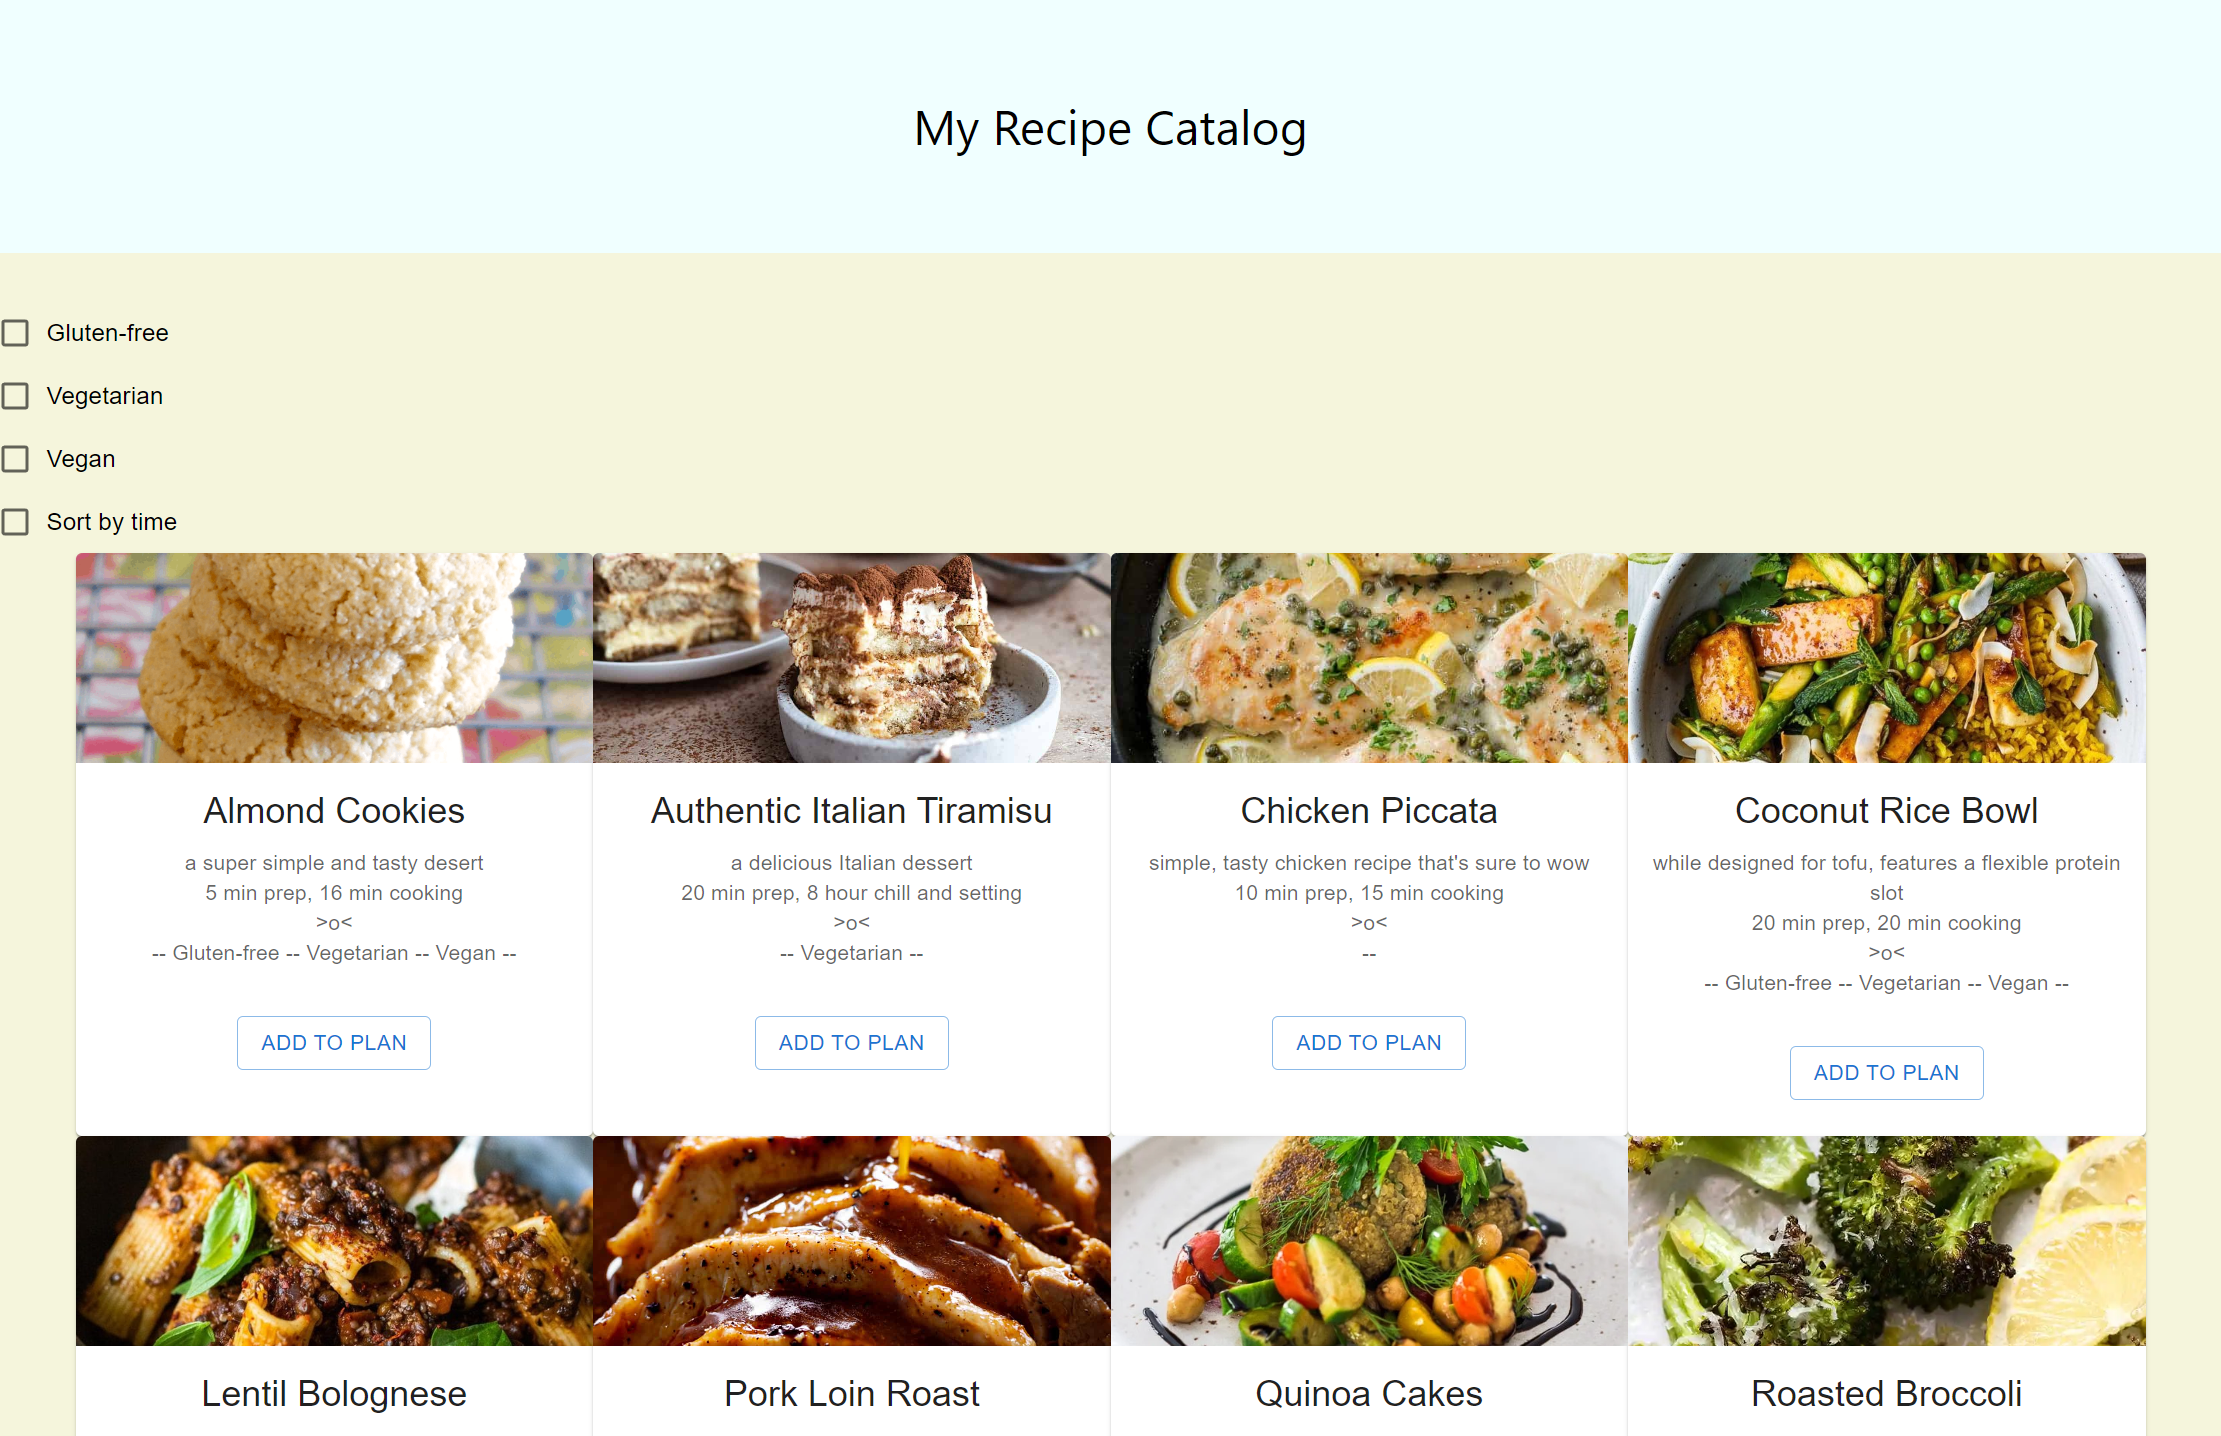 My Recipe Catalog
Gluten-free
Vegetarian
Vegan
Sort by time
Almond Cookies
a super simple and tasty desert
5 min prep, 16 min cooking
>o<
-- Gluten-free -- Vegetarian -- Vegan --
ADD TO PLAN
Authentic Italian Tiramisu
a delicious Italian dessert
20 min prep, 8 hour chill and setting
>o<
-- Vegetarian --
ADD TO PLAN
Chicken Piccata
simple, tasty chicken recipe that's sure to wow
10 min prep, 15 min cooking
>o<
--
ADD TO PLAN
Coconut Rice Bowl
while designed for tofu, features a flexible protein
slot
20 min prep, 20 min cooking
>o<
-- Gluten-free -- Vegetarian -- Vegan --
ADD TO PLAN
Lentil Bolognese
Pork Loin Roast
Quinoa Cakes
Roasted Broccoli